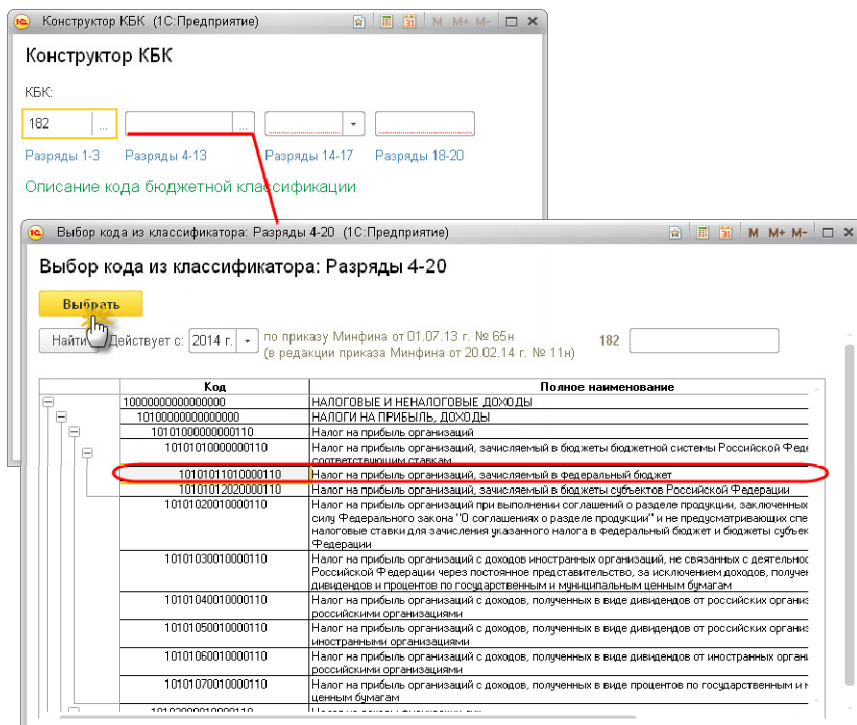 Конструктор КБК (1С:Предприятие)
M M+ M-
Конструктор КБК
КБК:
182 ... ...
Разряды 1-3 Разряды 4-13 Разряды 14-17 Разряды 18-20
Описание кода бюджетной классификации
Выбор кода из классификатора: Разряды 4-20 (1С:Предприятие)
M M+ M-
Выбор кода из классификатора: Разряды 4-20
Выбрать
Найти Действует с: 2014 г. по приказу Минфина от 01.07.13 г. № 65н 182
(в редакции приказа Минфина от 20.02.14 г. № 11н)
Код Полное наименование
10000000000000000 НАЛОГОВЫЕ И НЕНАЛОГОВЫЕ ДОХОДЫ
10100000000000000 НАЛОГИ НА ПРИБЫЛЬ, ДОХОДЫ
10101000000000110 Налог на прибыль организаций
10101010000000110 Налог на прибыль организаций, зачисляемый в бюджеты бюджетной системы Российской Феде
соответствующим ставкам
10101011010000110 Налог на прибыль организаций, зачисляемый в федеральный бюджет
10101012020000110 Налог на прибыль организаций, зачисляемый в бюджеты субъектов Российской Федерации
10101020010000110 Налог на прибыль организаций при выполнении соглашений о разделе продукции, заключенных
силу Федерального закона "О соглашениях о разделе продукции" и не предусматривающих спе
налоговые ставки для зачисления указанного налога в федеральный бюджет и бюджеты субъек
Федерации
10101030010000110 Налог на прибыль организаций с доходов иностранных организаций, не связанных с деятельнос
Российской Федерации через постоянное представительство, за исключением доходов, получен
дивидендов и процентов по государственным и муниципальным ценным бумагам
10101040010000110 Налог на прибыль организаций с доходов, полученных в виде дивидендов от российских организ
российскими организациями
10101050010000110 Налог на прибыль организаций с доходов, полученных в виде дивидендов от российских организ
иностранными организациями
10101060010000110 Налог на прибыль организаций с доходов, полученных в виде дивидендов от иностранных орган
российскими организациями
10101070010000110 Налог на прибыль организаций с доходов, полученных в виде процентов по государственным и м
ценным бумагам